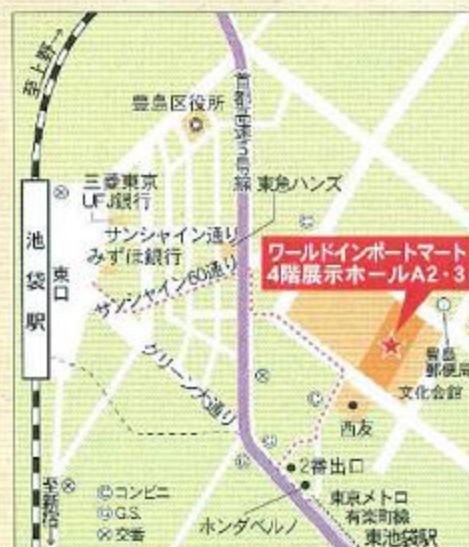 至上野→
豊島区役所
首都高速5号線
三菱東京
UFJ銀行
東急ハンズ
サンシャイン通り
みずほ銀行
サンシャイン60通り
池袋駅
東口
ワールドインポートマート
4階展示ホールA2・3
グリーン大通り
豊島
郵便局
文化会館
西友
2番出口
ホンダベルノ
東京メトロ
有楽町線
東池袋駅
至新宿→
Ⓒコンビニ
ⒼG.S.
⊗交番